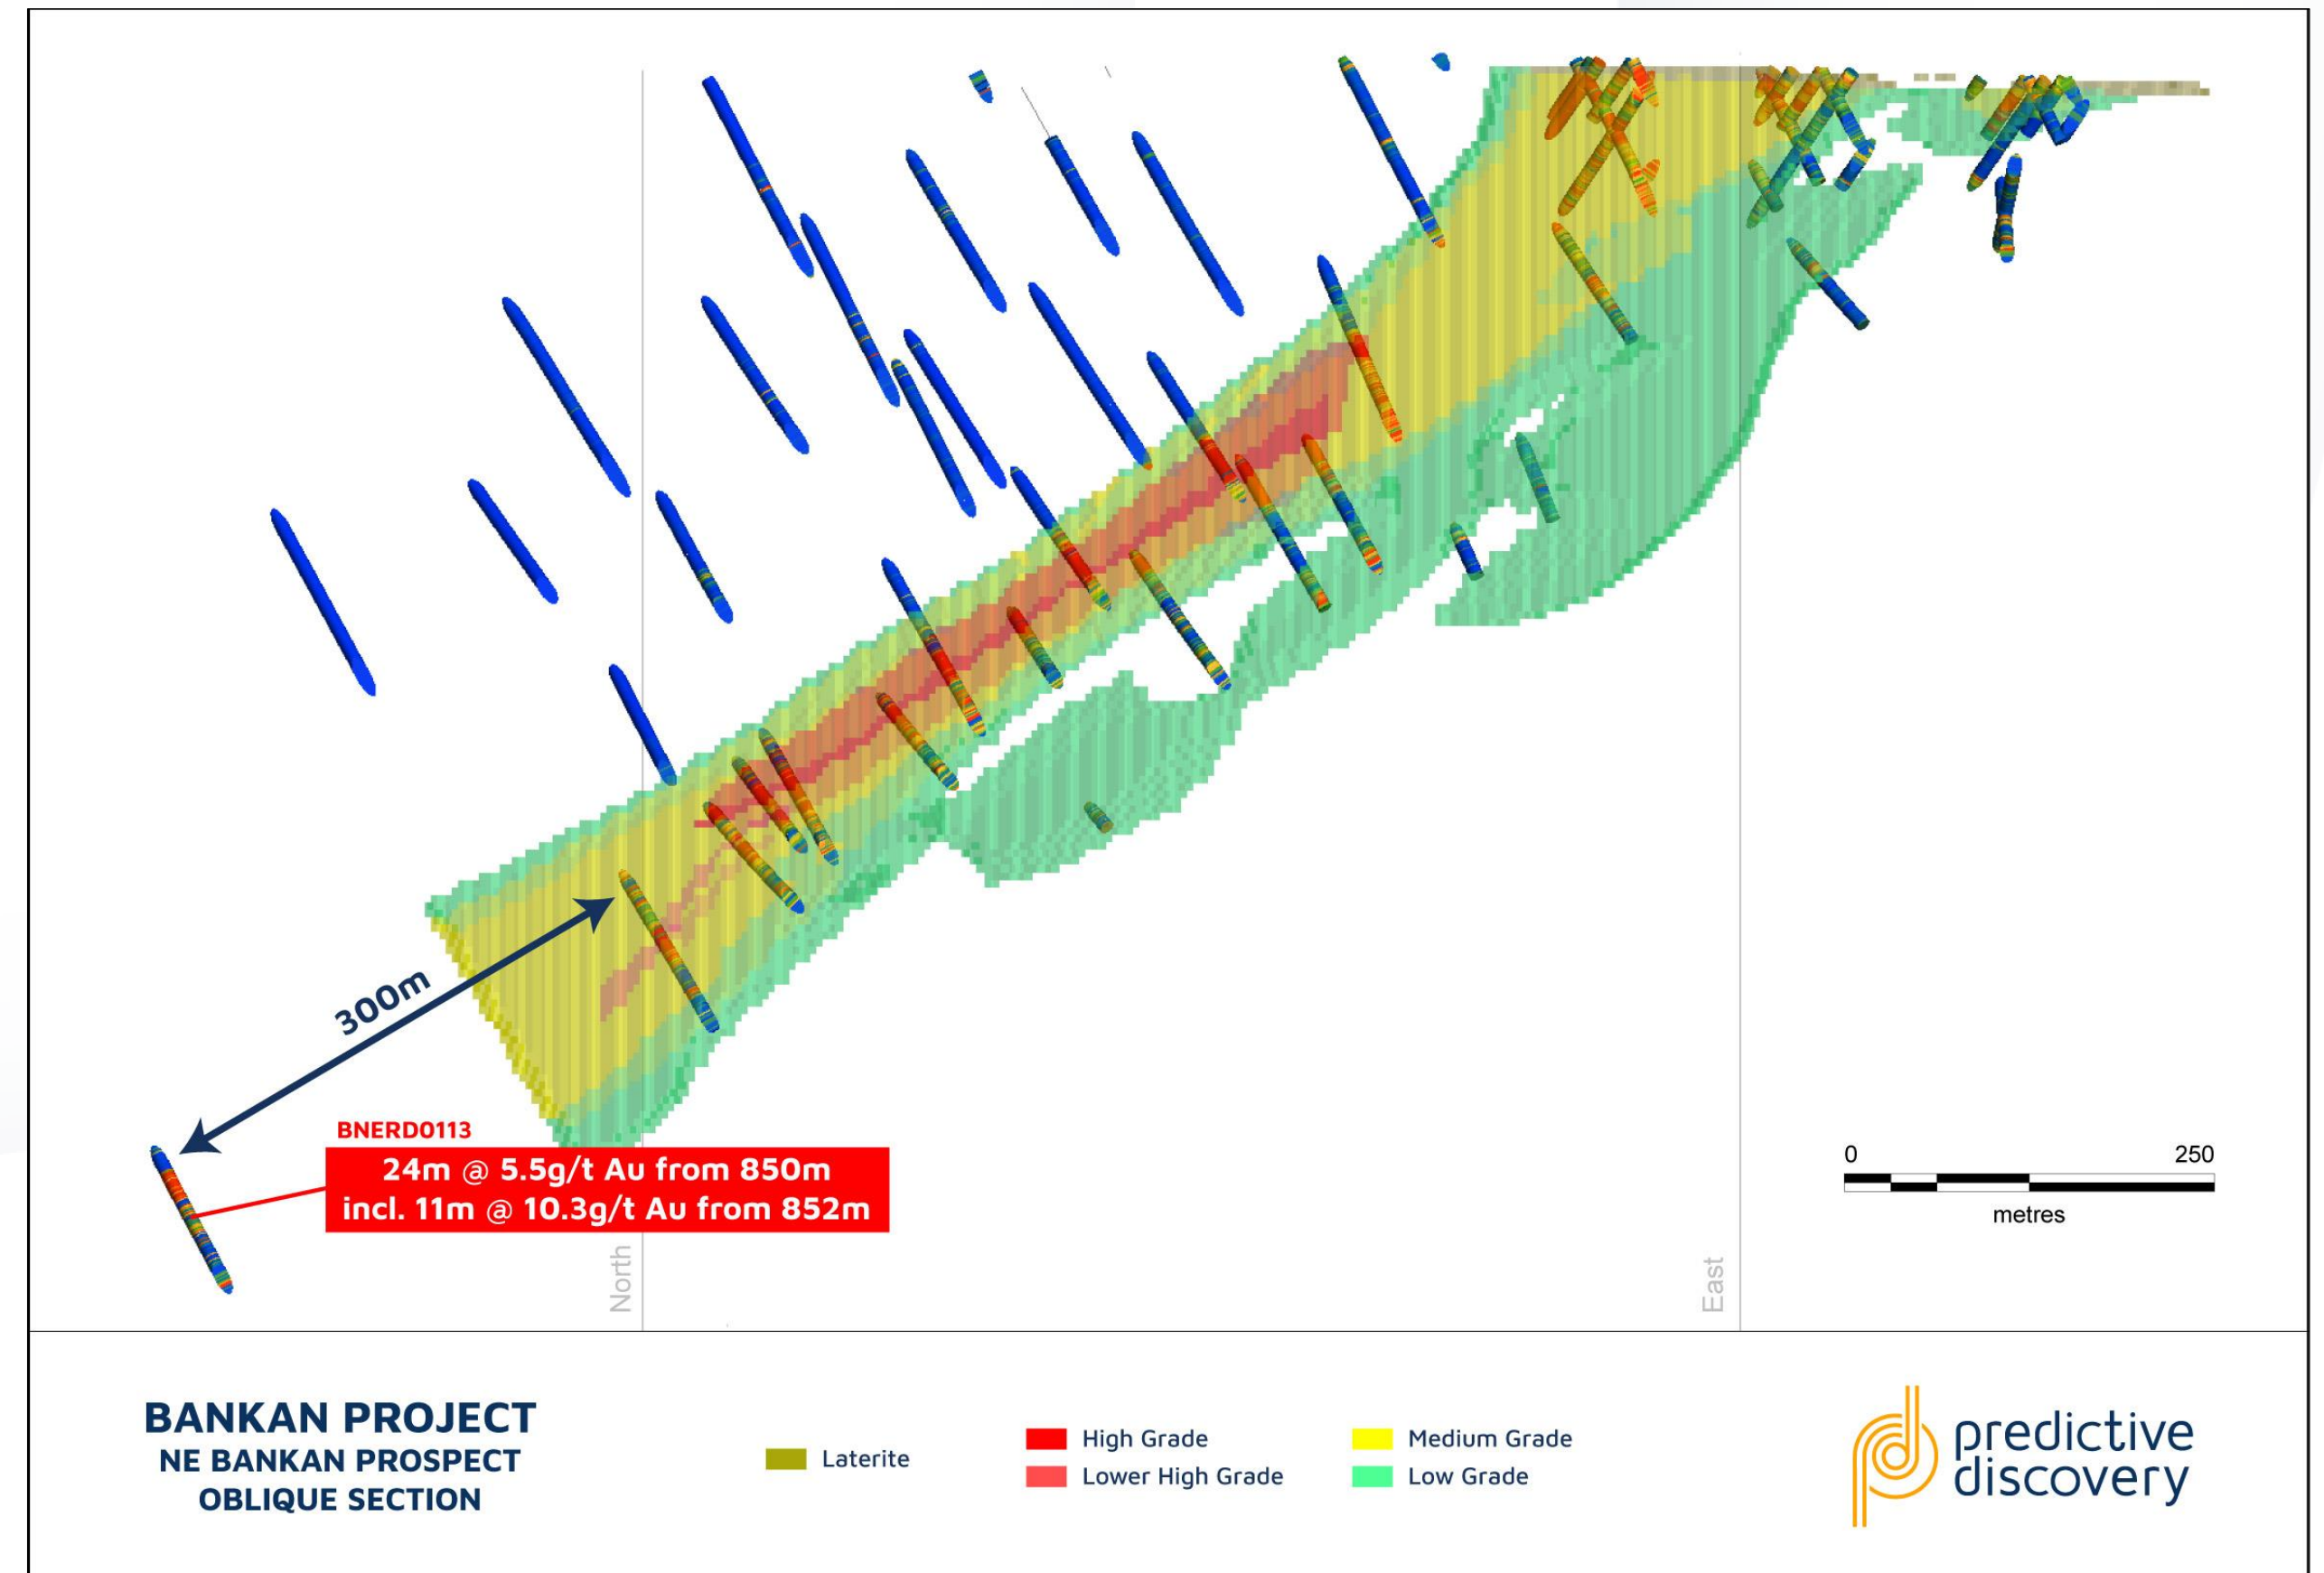 300m
BNERD0113
24m @ 5.5g/t Au from 850m
incl. 11m @ 10.3g/t Au from 852m
North
East
0 250
metres
BANKAN PROJECT
NE BANKAN PROSPECT
OBLIQUE SECTION
Laterite
High Grade
Lower High Grade
Medium Grade
Low Grade
predictive
discovery